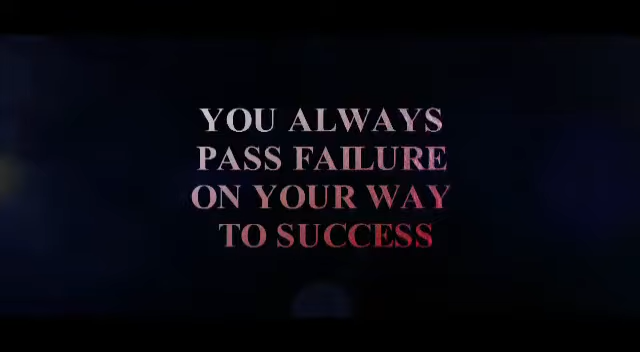 YOU ALWAYS
PASS FAILURE
ON YOUR WAY
TO SUCCESS